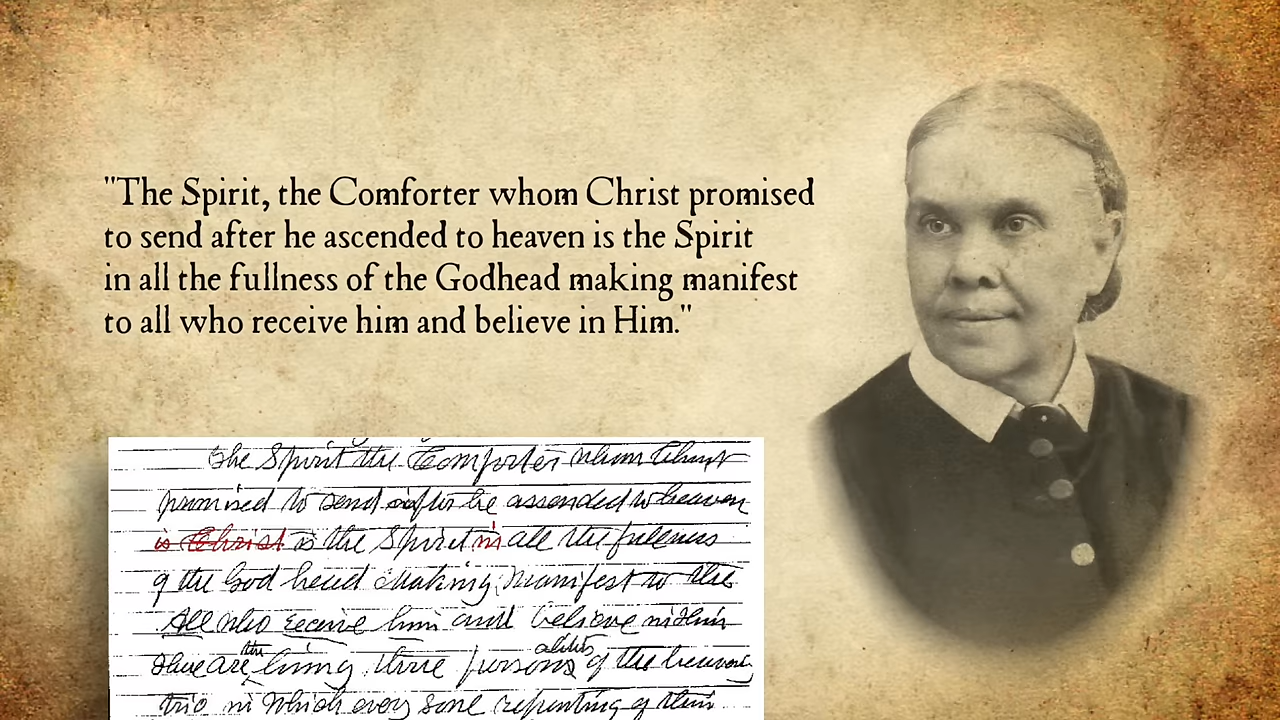 "The Spirit, the Comforter whom Christ promised
to send after he ascended to heaven is the Spirit
in all the fullness of the Godhead making manifest
to all who receive him and believe in Him."
The Spirit the Comforter whom Christ
promised to send after he assended to heaven
is Christ is the Spirit in all the fulness
of the God head making manifest to the
All who receive him and believe in Him
There are the living three personalities of the heavenly
trio in which every soul repenting of their